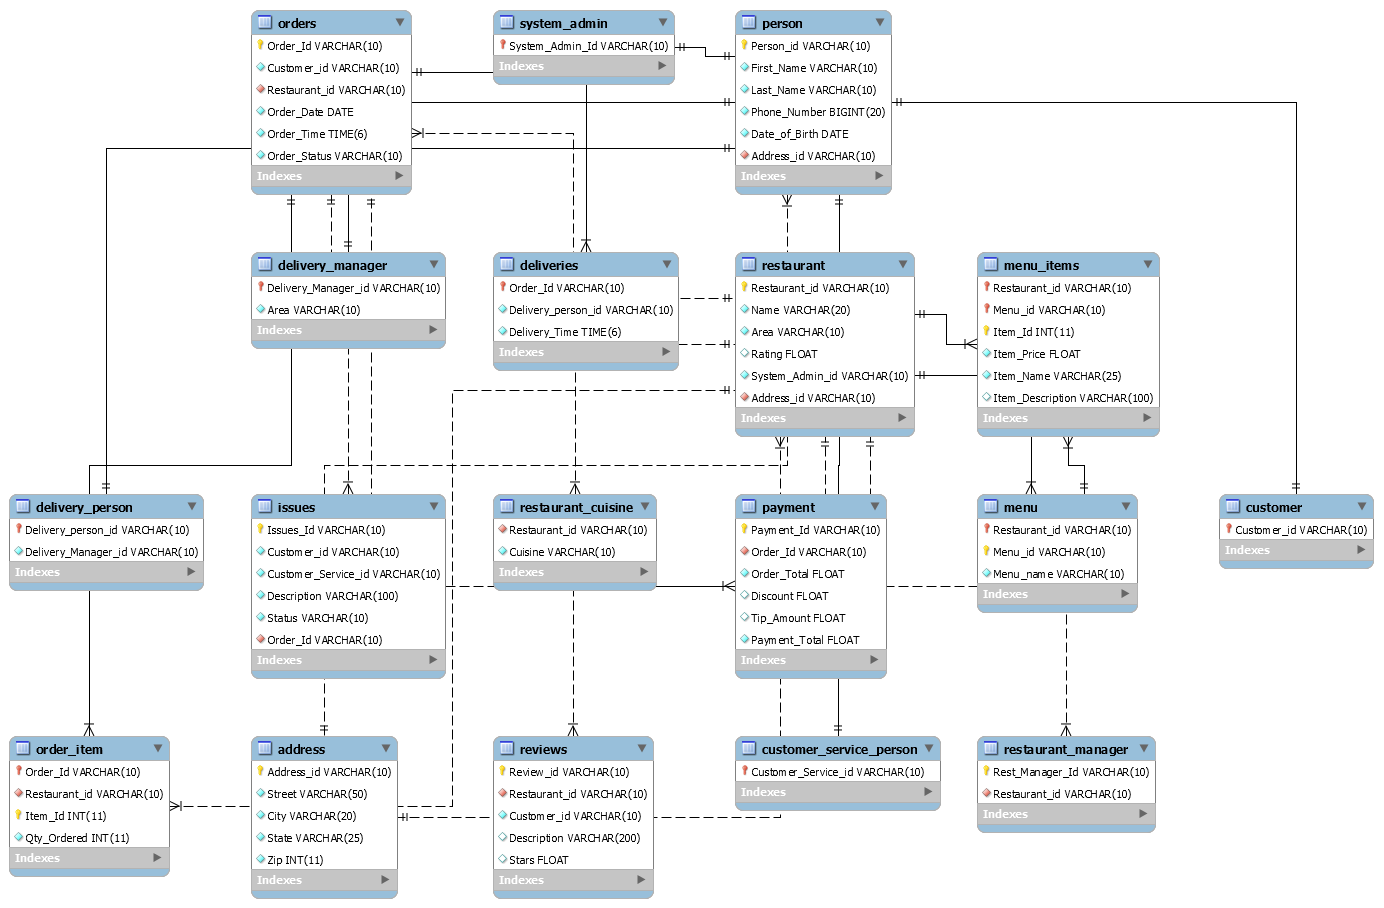 orders
Order_Id VARCHAR(10)
Customer_id VARCHAR(10)
Restaurant_id VARCHAR(10)
Order_Date DATE
Order_Time TIME(6)
Order_Status VARCHAR(10)
Indexes
system_admin
System_Admin_Id VARCHAR(10)
Indexes
person
Person_id VARCHAR(10)
First_Name VARCHAR(10)
Last_Name VARCHAR(10)
Phone_Number BIGINT(20)
Date_of_Birth DATE
Address_id VARCHAR(10)
Indexes
delivery_manager
Delivery_Manager_id VARCHAR(10)
Area VARCHAR(10)
Indexes
deliveries
Order_Id VARCHAR(10)
Delivery_person_id VARCHAR(10)
Delivery_Time TIME(6)
Indexes
restaurant
Restaurant_id VARCHAR(10)
Name VARCHAR(20)
Area VARCHAR(10)
Rating FLOAT
System_Admin_id VARCHAR(10)
Address_id VARCHAR(10)
Indexes
menu_items
Restaurant_id VARCHAR(10)
Menu_id VARCHAR(10)
Item_Id INT(11)
Item_Price FLOAT
Item_Name VARCHAR(25)
Item_Description VARCHAR(100)
Indexes
delivery_person
Delivery_person_id VARCHAR(10)
Delivery_Manager_id VARCHAR(10)
Indexes
issues
Issues_Id VARCHAR(10)
Customer_id VARCHAR(10)
Customer_Service_id VARCHAR(10)
Description VARCHAR(100)
Status VARCHAR(10)
Order_Id VARCHAR(10)
Indexes
restaurant_cuisine
Restaurant_id VARCHAR(10)
Cuisine VARCHAR(10)
Indexes
payment
Payment_Id VARCHAR(10)
Order_Id VARCHAR(10)
Order_Total FLOAT
Discount FLOAT
Tip_Amount FLOAT
Payment_Total FLOAT
Indexes
menu
Restaurant_id VARCHAR(10)
Menu_id VARCHAR(10)
Menu_name VARCHAR(10)
Indexes
customer
Customer_id VARCHAR(10)
Indexes
order_item
Order_Id VARCHAR(10)
Restaurant_id VARCHAR(10)
Item_Id INT(11)
Qty_Ordered INT(11)
Indexes
address
Address_id VARCHAR(10)
Street VARCHAR(50)
City VARCHAR(20)
State VARCHAR(25)
Zip INT(11)
Indexes
reviews
Review_id VARCHAR(10)
Restaurant_id VARCHAR(10)
Customer_id VARCHAR(10)
Description VARCHAR(200)
Stars FLOAT
Indexes
customer_service_person
Customer_Service_id VARCHAR(10)
Indexes
restaurant_manager
Rest_Manager_Id VARCHAR(10)
Restaurant_id VARCHAR(10)
Indexes